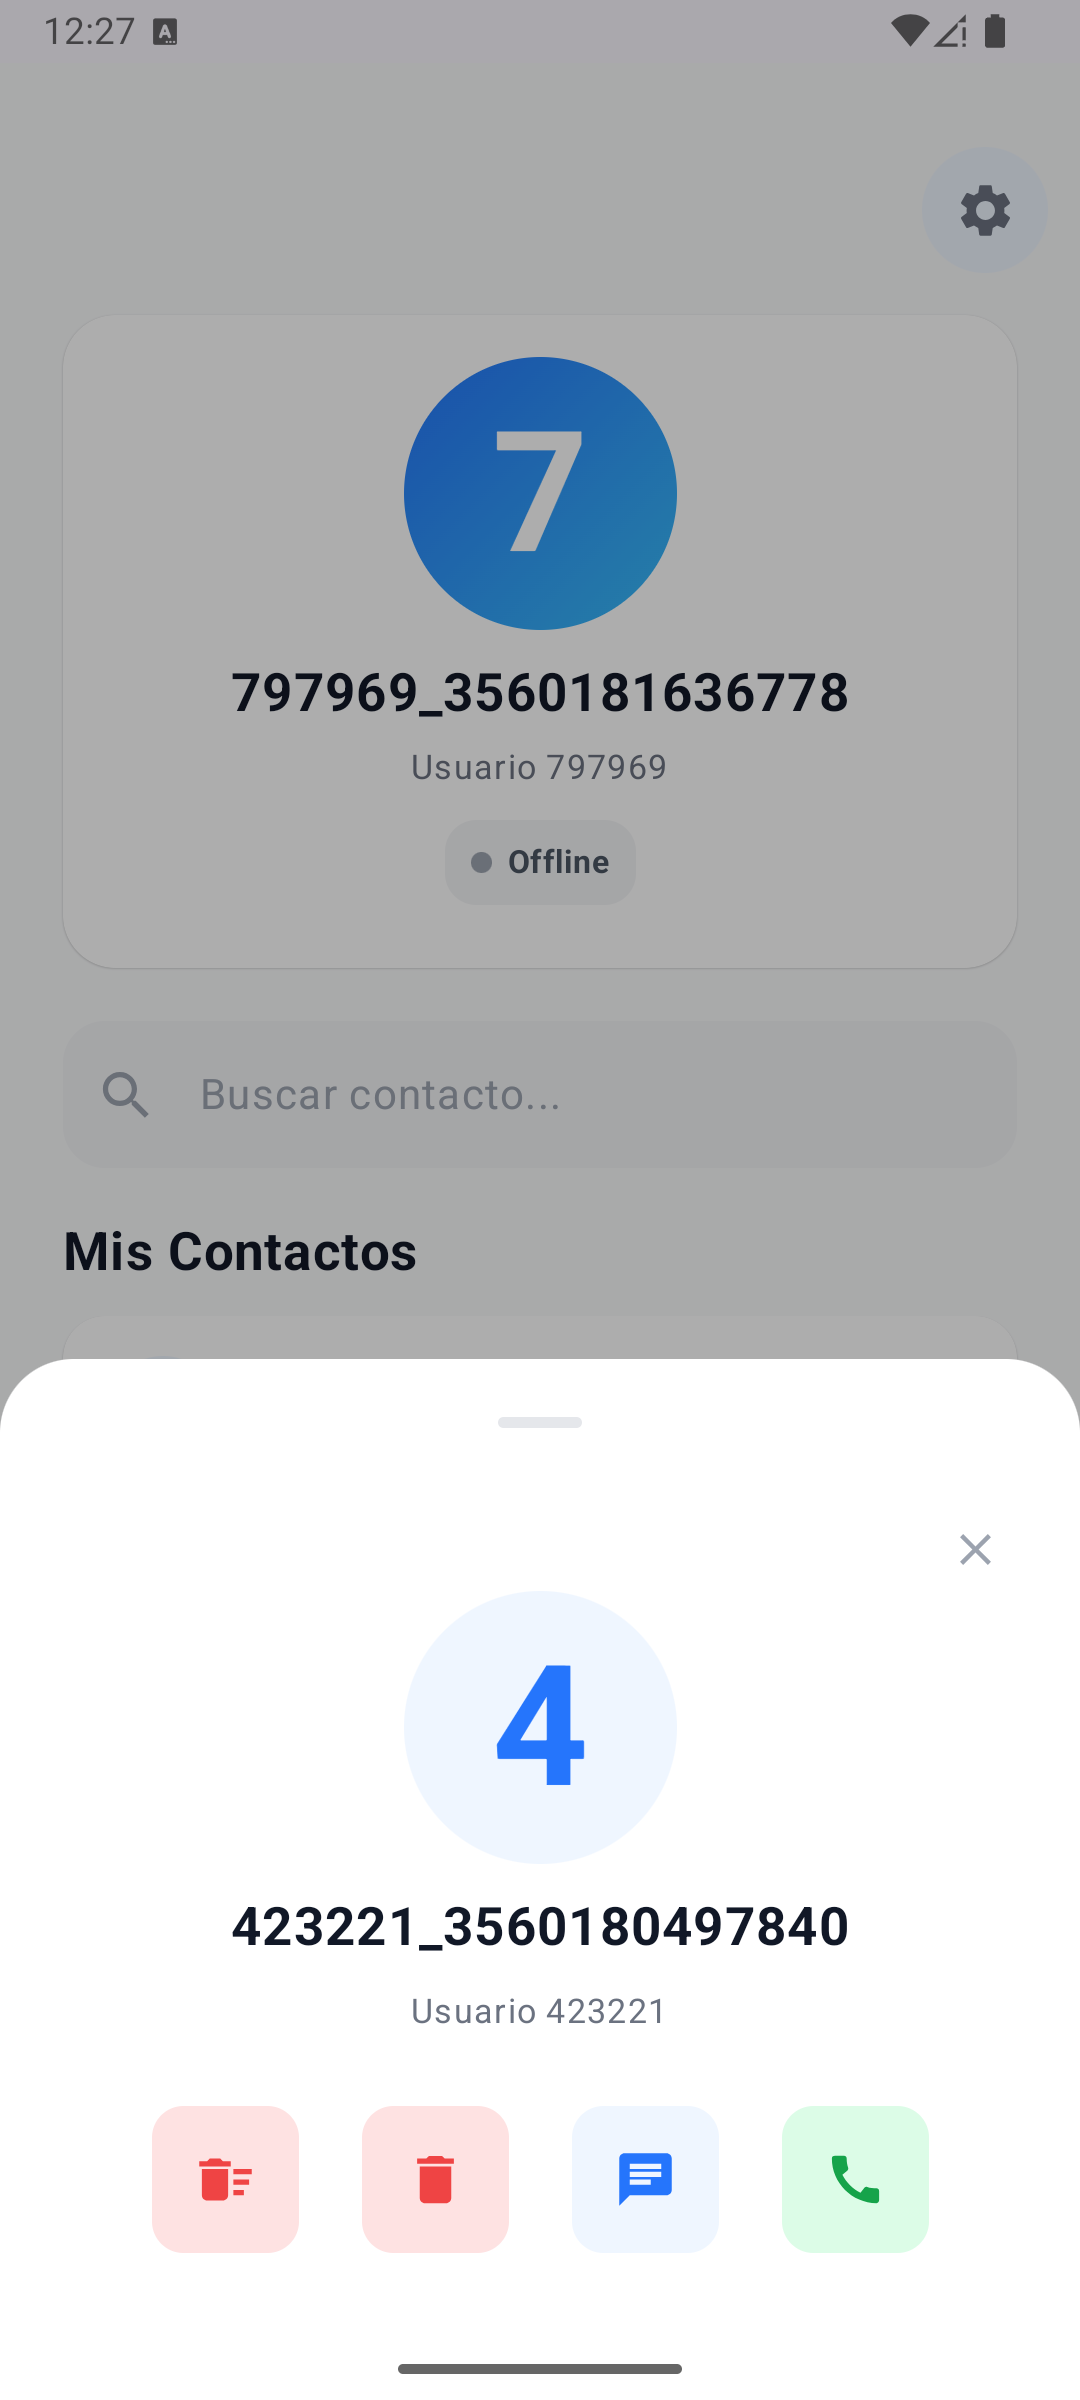 12:27
7
797969_3560181636778
Usuario 797969
Offline
Buscar contacto...
Mis Contactos
4
423221_3560180497840
Usuario 423221